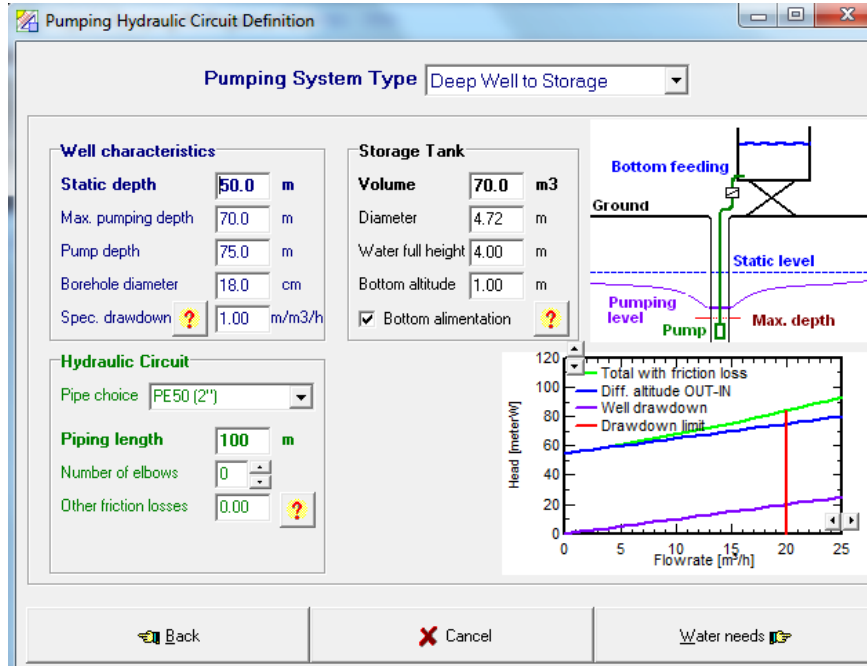 Pumping Hydraulic Circuit Definition
Pumping System Type Deep Well to Storage
Well characteristics
Static depth 50.0 m
Max. pumping depth 70.0 m
Pump depth 75.0 m
Borehole diameter 18.0 cm
Spec. drawdown ? 1.00 m/m3/h
Storage Tank
Volume 70.0 m3
Diameter 4.72 m
Water full height 4.00 m
Bottom altitude 1.00 m
Bottom alimentation ?
Bottom feeding
Ground
Static level
Pumping
level
Pump
Max. depth
Hydraulic Circuit
Pipe choice PE50 (2")
Piping length 100 m
Number of elbows 0
Other friction losses 0.00 ?
Total with friction loss
Diff. altitude OUT-IN
Well drawdown
Drawdown limit
Head [meterW]
120
100
80
60
40
20
0
0 5 10 15 20 25
Flowrate [m³/h]
Back
Cancel
Water needs